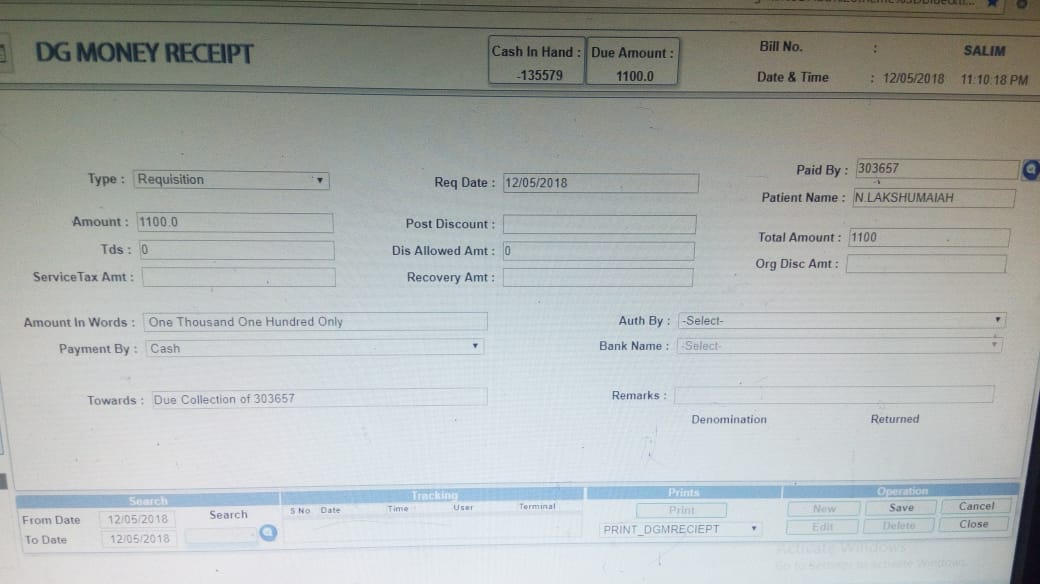 DG MONEY RECEIPT
Cash In Hand : Due Amount :
-135579 1100.0
Bill No. : SALIM
Date & Time : 12/05/2018 11:10:18 PM
Type : Requisition Req Date : 12/05/2018 Paid By : 303657
Patient Name : N.LAKSHUMAIAH
Amount : 1100.0 Post Discount : Total Amount : 1100
Tds : 0 Dis Allowed Amt : 0 Org Disc Amt :
ServiceTax Amt : Recovery Amt :
Amount In Words : One Thousand One Hundred Only Auth By : -Select-
Payment By : Cash Bank Name : -Select-
Towards : Due Collection of 303657 Remarks :
Denomination Returned
Search Tracking Prints Operation
From Date 12/05/2018 Search S No Date Time User Terminal Print New Save Cancel
To Date 12/05/2018 PRINT_DGMRECIEPT Edit Delete Close
Activate Windows
Go to Settings to activate Windows.